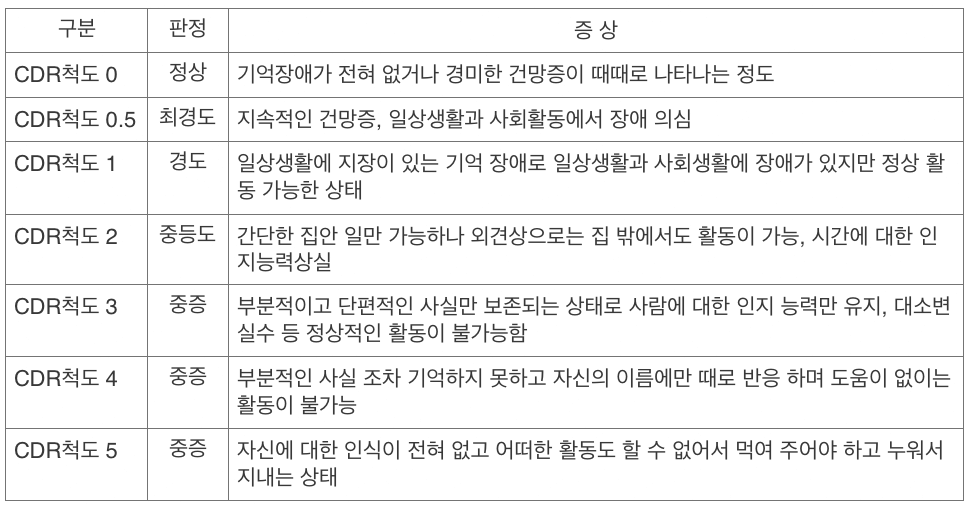 구분 판정 증 상
CDR척도 0 정상 기억장애가 전혀 없거나 경미한 건망증이 때때로 나타나는 정도
CDR척도 0.5 최경도 지속적인 건망증, 일상생활과 사회활동에서 장애 의심
CDR척도 1 경도 일상생활에 지장이 있는 기억 장애로 일상생활과 사회생활에 장애가 있지만 정상 활
동 가능한 상태
CDR척도 2 중등도 간단한 집안 일만 가능하나 외견상으로는 집 밖에서도 활동이 가능, 시간에 대한 인
지능력상실
CDR척도 3 중증 부분적이고 단편적인 사실만 보존되는 상태로 사람에 대한 인지 능력만 유지, 대소변
실수 등 정상적인 활동이 불가능함
CDR척도 4 중증 부분적인 사실 조차 기억하지 못하고 자신의 이름에만 때로 반응 하며 도움이 없이는
활동이 불가능
CDR척도 5 중증 자신에 대한 인식이 전혀 없고 어떠한 활동도 할 수 없어서 먹여 주어야 하고 누워서
지내는 상태